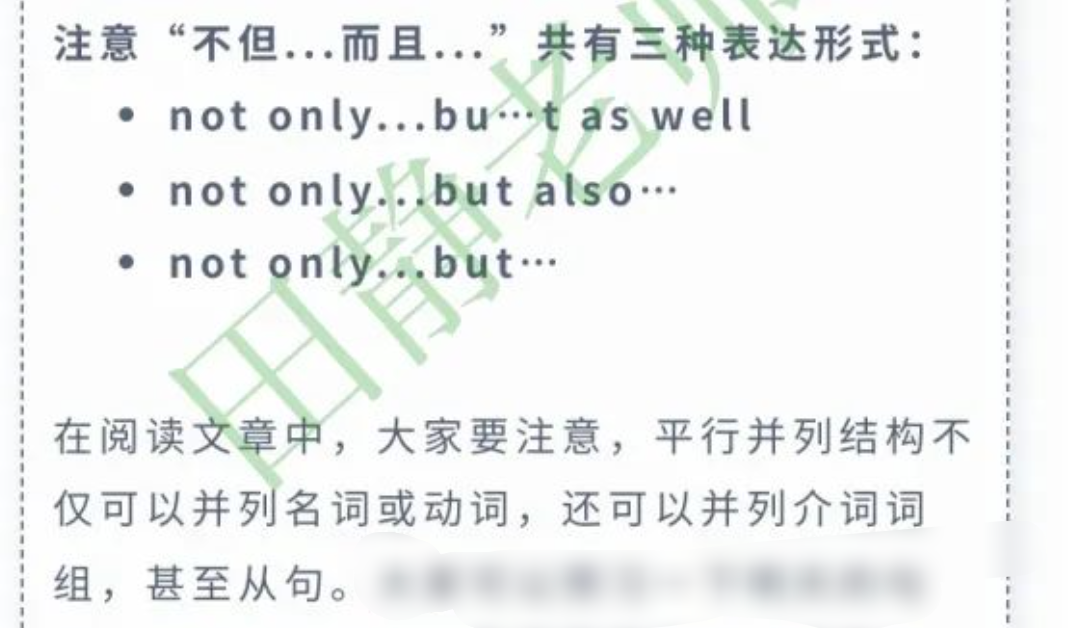 注意“不但...而且...”共有三种表达形式：
• not only...bu…t as well
• not only...but also…
• not only...but…
在阅读文章中，大家要注意，平行并列结构不
仅可以并列名词或动词，还可以并列介词词
组，甚至从句。
田静老师